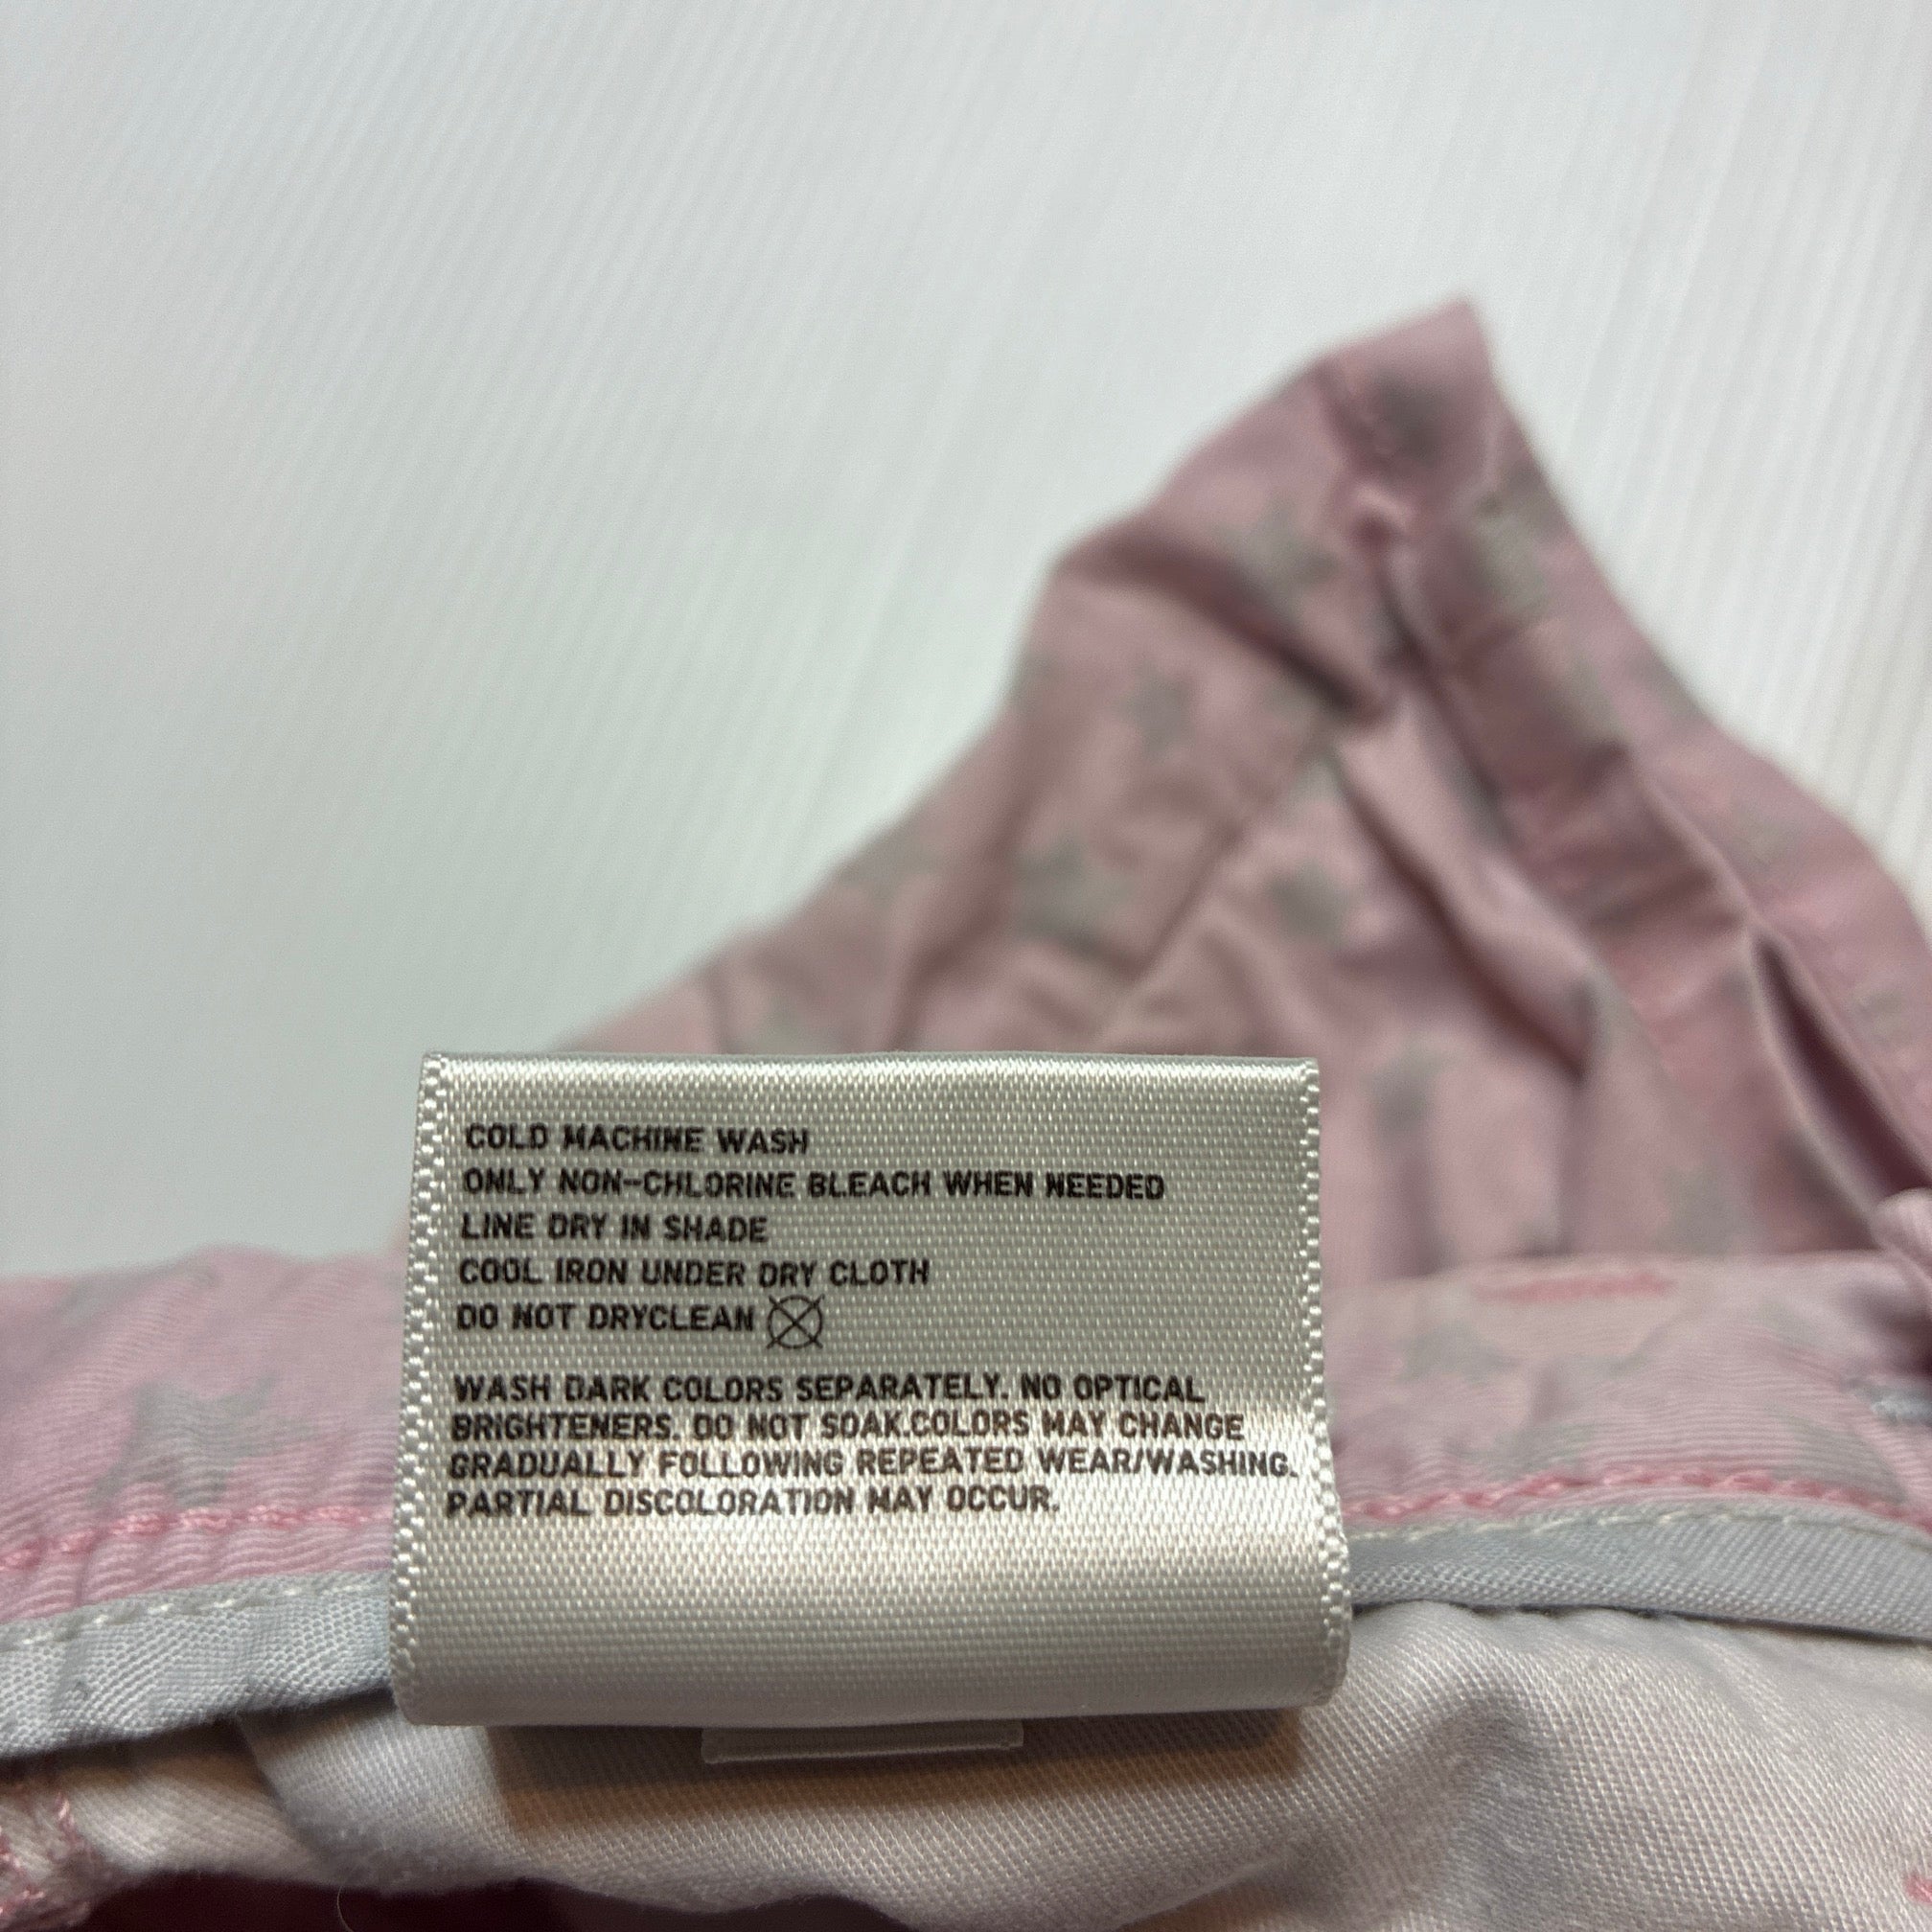 COLD MACHINE WASH
ONLY NON-CHLORINE BLEACH WHEN NEEDED
LINE DRY IN SHADE
COOL IRON UNDER DRY CLOTH
DO NOT DRYCLEAN
WASH DARK COLORS SEPARATELY. NO OPTICAL
BRIGHTENERS. DO NOT SOAK.COLORS MAY CHANGE
GRADUALLY FOLLOWING REPEATED WEAR/WASHING.
PARTIAL DISCOLORATION MAY OCCUR.